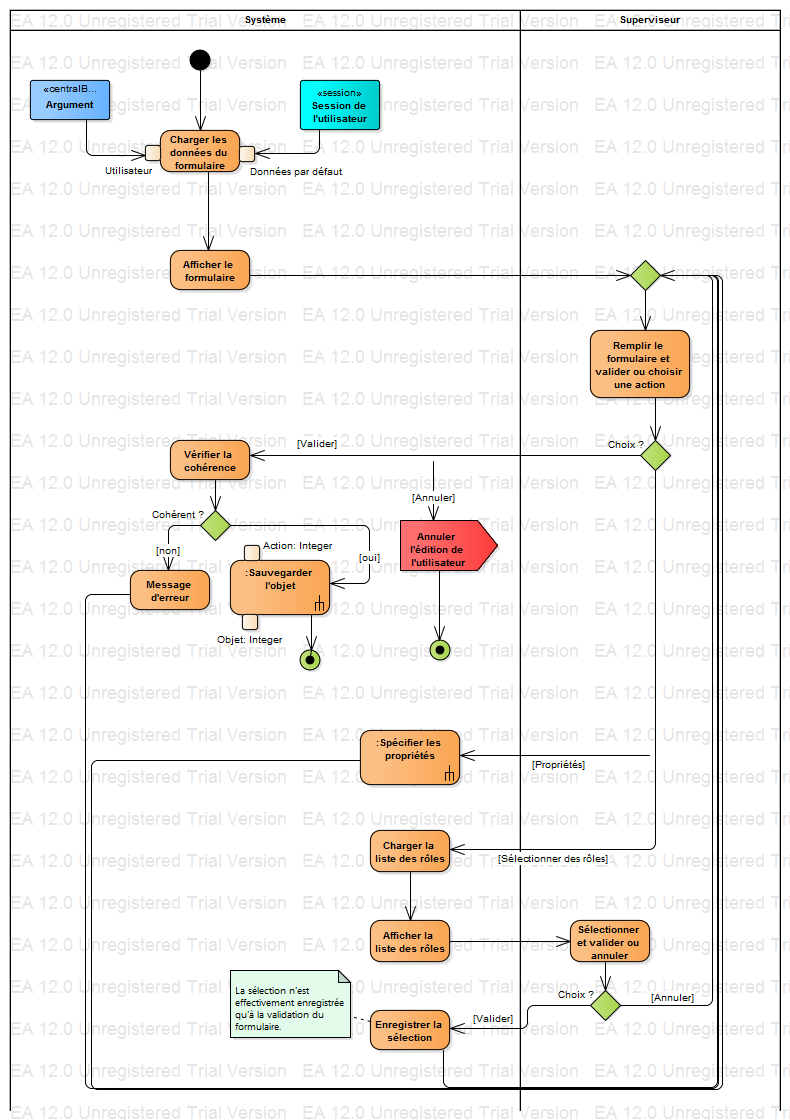 Système
Superviseur
«centralB...
Argument
«session»
Session de
l'utilisateur
Charger les
données du
formulaire
Utilisateur
Données par défaut
Afficher le
formulaire
Remplir le
formulaire et
valider ou choisir
une action
Choix ?
[Valider]
Vérifier la
cohérence
[Annuler]
Cohérent ?
Annuler
l'édition de
l'utilisateur
Action: Integer
[non]
[oui]
:Sauvegarder
l'objet
Message
d'erreur
Objet: Integer
:Spécifier les
propriétés
[Propriétés]
Charger la
liste des rôles
[Sélectionner des rôles]
Afficher la
liste des rôles
Sélectionner
et valider ou
annuler
La sélection n'est
effectivement enregistrée
qu'à la validation du
formulaire.
Choix ?
[Annuler]
[Valider]
Enregistrer la
sélection
EA 12.0 Unregistered Trial Version